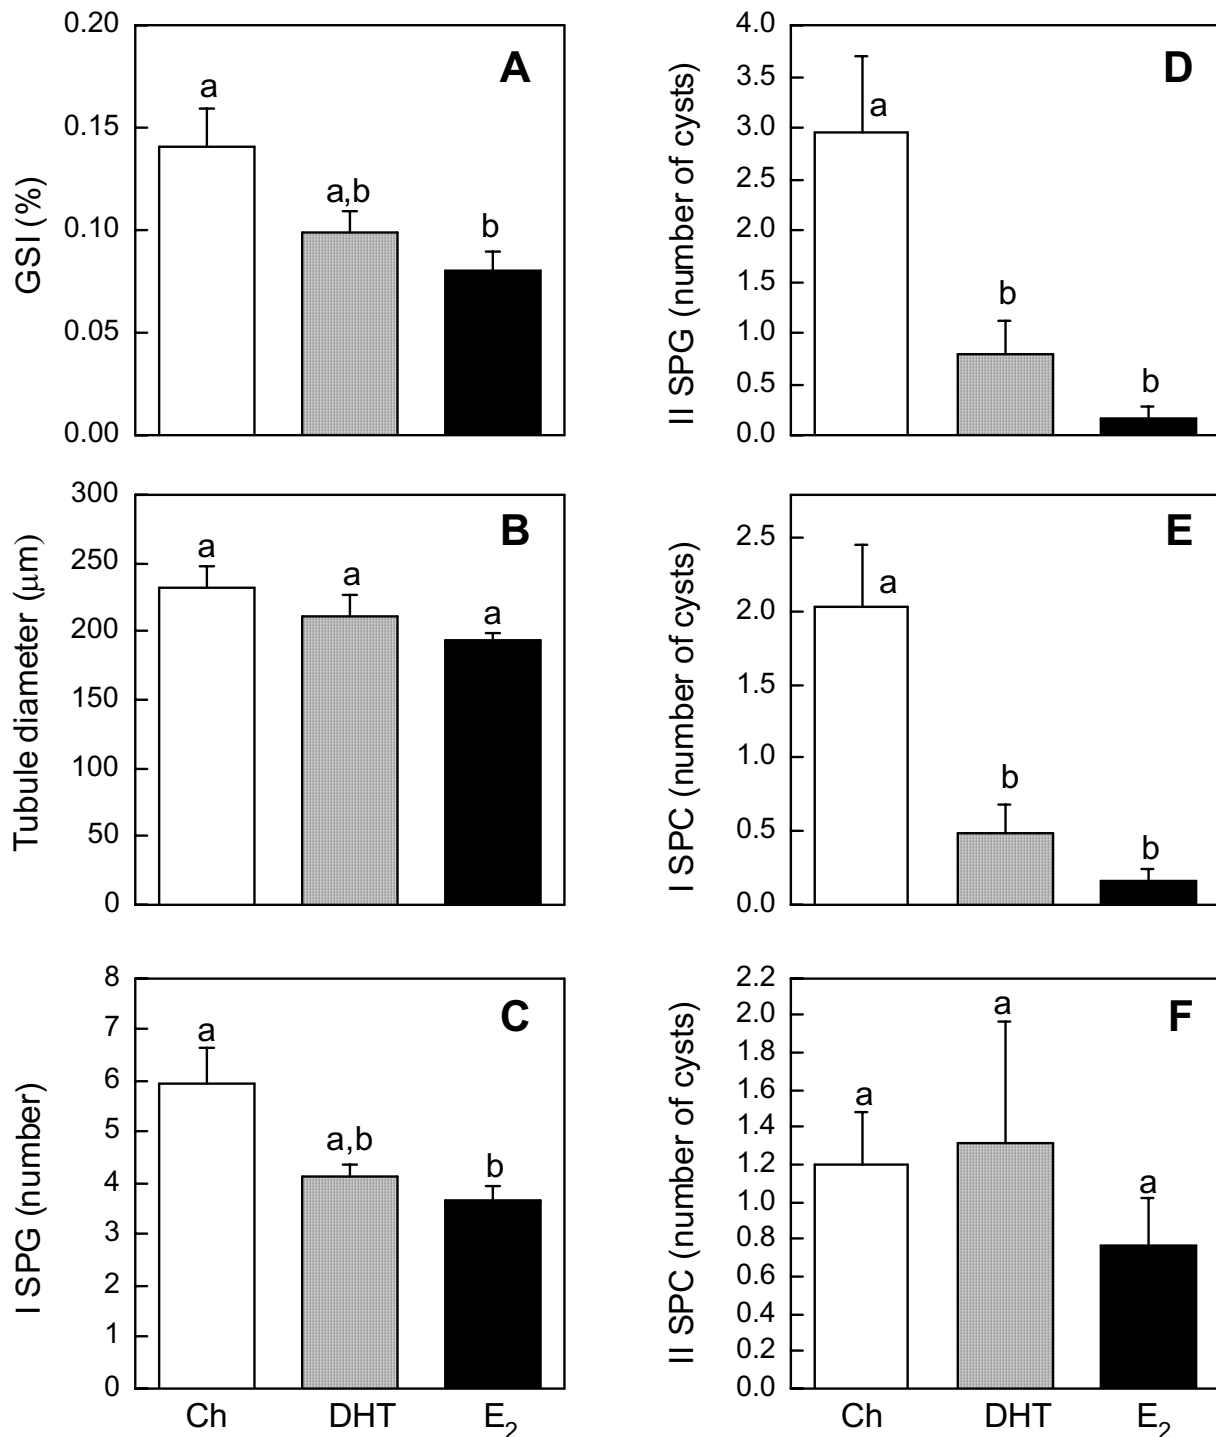 A
GSI (%)
0.20
0.15
0.10
0.05
0.00
a
a,b
b
D
II SPG (number of cysts)
4.0
3.5
3.0
2.5
2.0
1.5
1.0
0.5
0.0
a
b
b
B
Tubule diameter (μm)
300
250
200
150
100
50
0
a
a
a
E
I SPC (number of cysts)
2.5
2.0
1.5
1.0
0.5
0.0
a
b
b
C
I SPG (number)
8
7
6
5
4
3
2
1
0
a
a,b
b
Ch DHT E₂
F
II SPC (number of cysts)
2.2
2.0
1.8
1.6
1.4
1.2
1.0
0.8
0.6
0.4
0.2
0.0
a
a
a
Ch DHT E₂